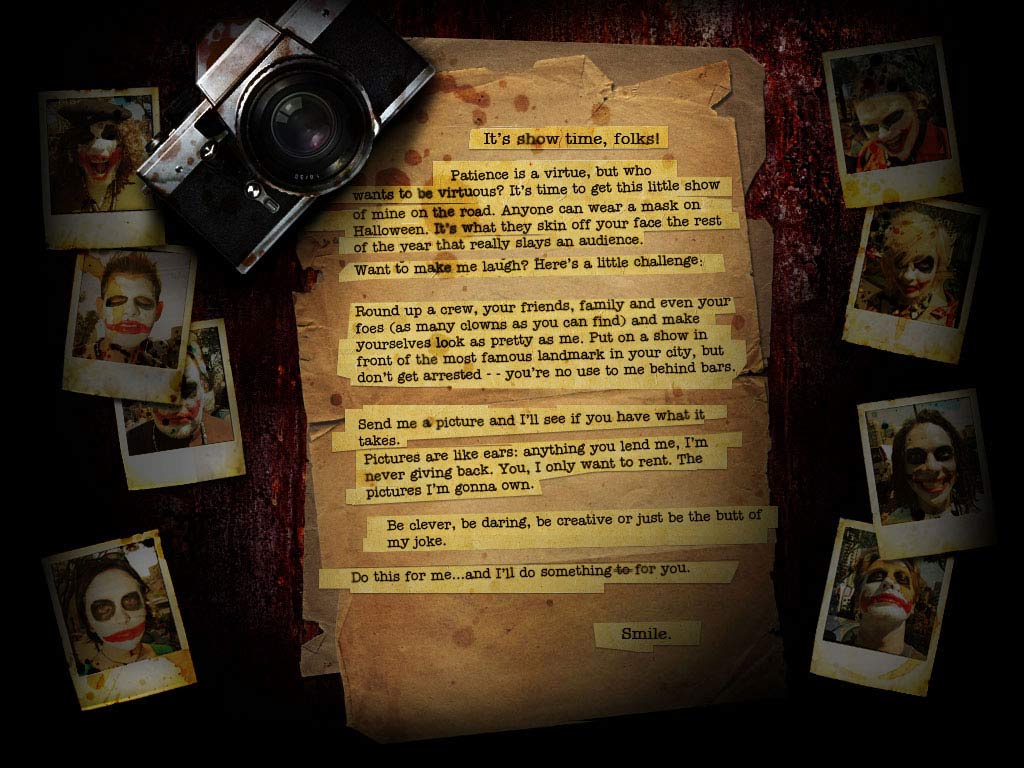 It's show time, folks!
Patience is a virtue, but who
wants to be virtuous? It's time to get this little show
of mine on the road. Anyone can wear a mask on
Halloween. It's what they skin off your face the rest
of the year that really slays an audience.
Want to make me laugh? Here's a little challenge:
Round up a crew, your friends, family and even your
foes (as many clowns as you can find) and make
yourselves look as pretty as me. Put on a show in
front of the most famous landmark in your city, but
don't get arrested - - you're no use to me behind bars.
Send me a picture and I'll see if you have what it
takes.
Pictures are like ears: anything you lend me, I'm
never giving back. You, I only want to rent. The
pictures I'm gonna own.
Be clever, be daring, be creative or just be the butt of
my joke.
Do this for me...and I'll do something to for you.
Smile.